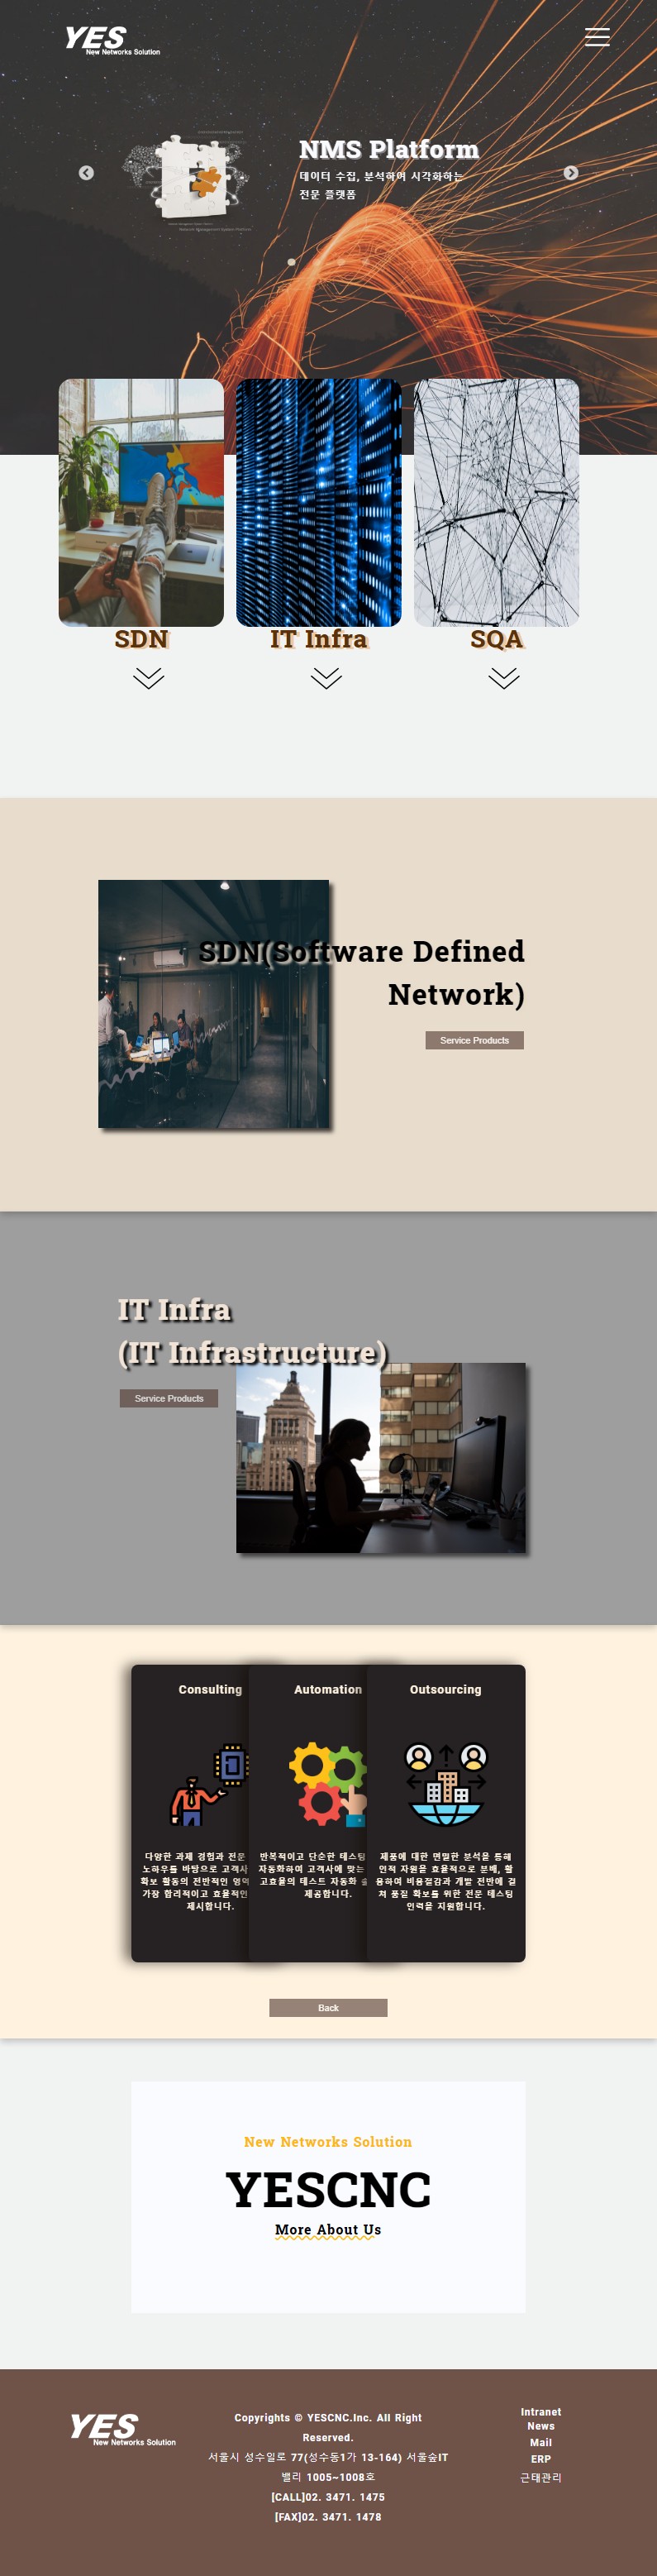 YES
New Networks Solution
NMS Platform
데이터 수집, 분석하여 시각화하는
전문 플랫폼
SDN
IT Infra
SQA
SDN(Software Defined
Network)
Service Products
IT Infra
(IT Infrastructure)
Service Products
Consulting
다양한 과제 경험과 전문
노하우를 바탕으로 고객사
확보 활동의 전반적인 영역
가장 합리적이고 효율적인
제시합니다.
Automation
반복적이고 단순한 테스팅
자동화하여 고객사에 맞는
고효율의 테스트 자동화
제공합니다.
Outsourcing
제품에 대한 면밀한 분석을 통해
인적 자원을 효율적으로 분배, 활
용하여 비용절감과 개발 전반에 걸
쳐 품질 확보를 위한 전문 테스팅
인력을 지원합니다.
Back
New Networks Solution
YESCNC
More About Us
YES
New Networks Solution
Copyrights © YESCNC.Inc. All Right
Reserved.
서울시 성수일로 77(성수동1가 13-164) 서울숲IT
밸리 1005~1008호
[CALL]02. 3471. 1475
[FAX]02. 3471. 1478
Intranet
News
Mail
ERP
근태관리